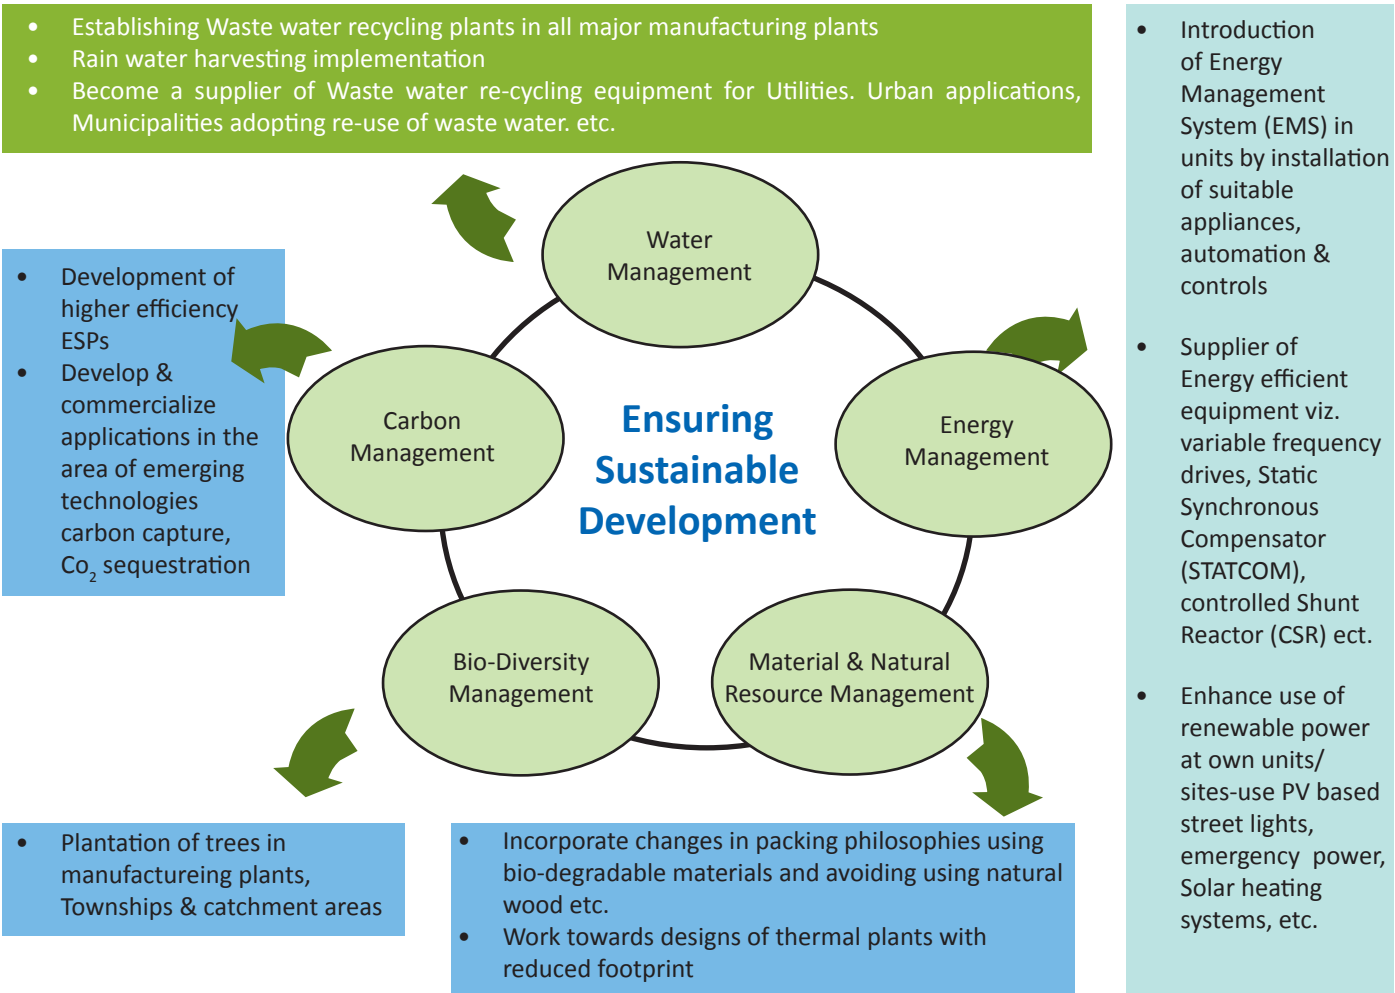 • Establishing Waste water recycling plants in all major manufacturing plants
• Rain water harvesting implementation
• Become a supplier of Waste water re-cycling equipment for Utilities. Urban applications,
Municipalities adopting re-use of waste water. etc.
• Introduction
of Energy
Management
System (EMS) in
units by installation
of suitable
appliances,
automation &
controls
• Supplier of
Energy efficient
equipment viz.
variable frequency
drives, Static
Synchronous
Compensator
(STATCOM),
controlled Shunt
Reactor (CSR) ect.
• Enhance use of
renewable power
at own units/
sites-use PV based
street lights,
emergency power,
Solar heating
systems, etc.
Water
Management
• Development of
higher efficiency
ESPs
• Develop &
commercialize
applications in the
area of emerging
technologies
carbon capture,
Co₂ sequestration
Carbon
Management
Ensuring
Sustainable
Development
Energy
Management
Bio-Diversity
Management
Material & Natural
Resource Management
• Plantation of trees in
manufactureing plants,
Townships & catchment areas
• Incorporate changes in packing philosophies using
bio-degradable materials and avoiding using natural
wood etc.
• Work towards designs of thermal plants with
reduced footprint